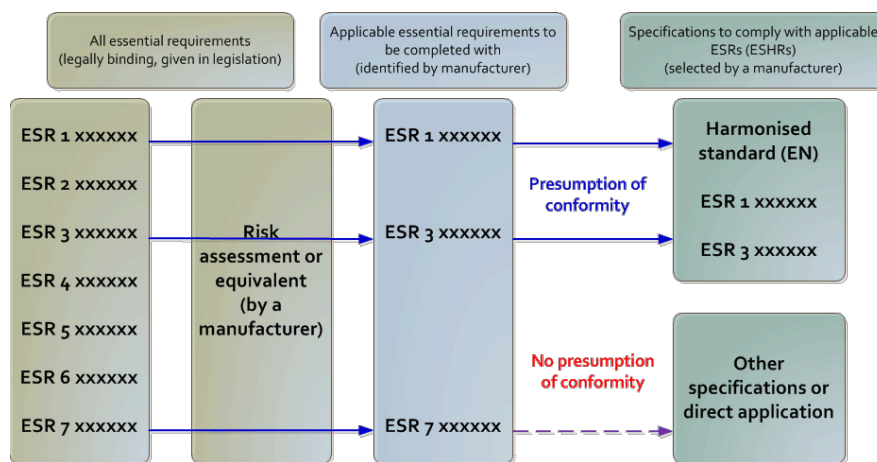 All essential requirements
(legally binding, given in legislation)
Applicable essential requirements to
be completed with
(identified by manufacturer)
Specifications to comply with applicable
ESRs (ESHRs)
(selected by a manufacturer)
ESR 1 xxxxxx
ESR 2 xxxxxx
ESR 3 xxxxxx
ESR 4 xxxxxx
ESR 5 xxxxxx
ESR 6 xxxxxx
ESR 7 xxxxxx
Risk
assessment or
equivalent
(by a
manufacturer)
ESR 1 xxxxxx
ESR 3 xxxxxx
ESR 7 xxxxxx
Presumption of
conformity
No presumption
of conformity
Harmonised
standard (EN)
ESR 1 xxxxxx
ESR 3 xxxxxx
Other
specifications or
direct application